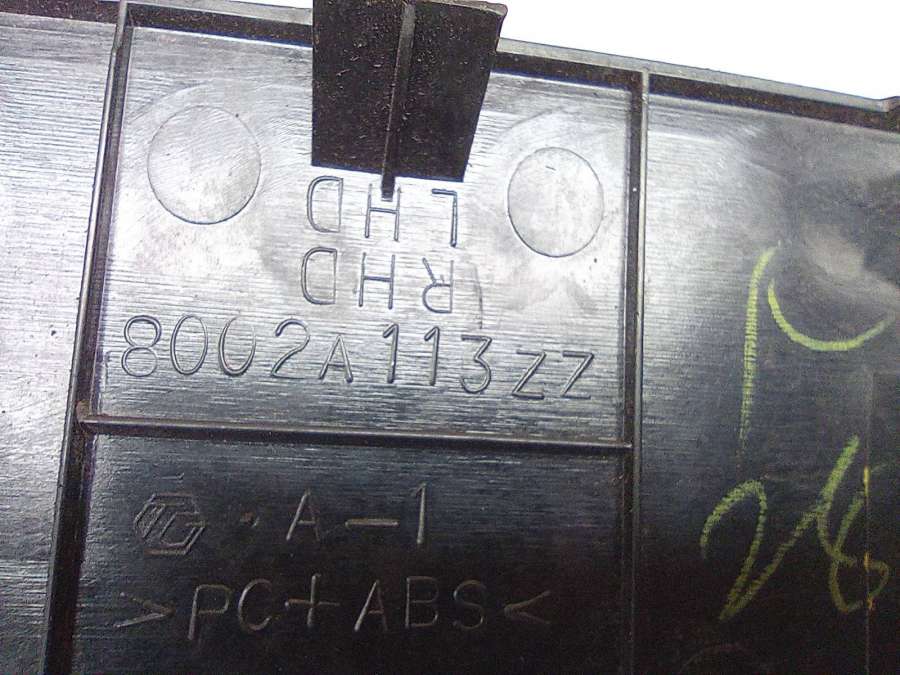 LHD
RHD
8002A113ZZ
A-1
>PC+ABS<